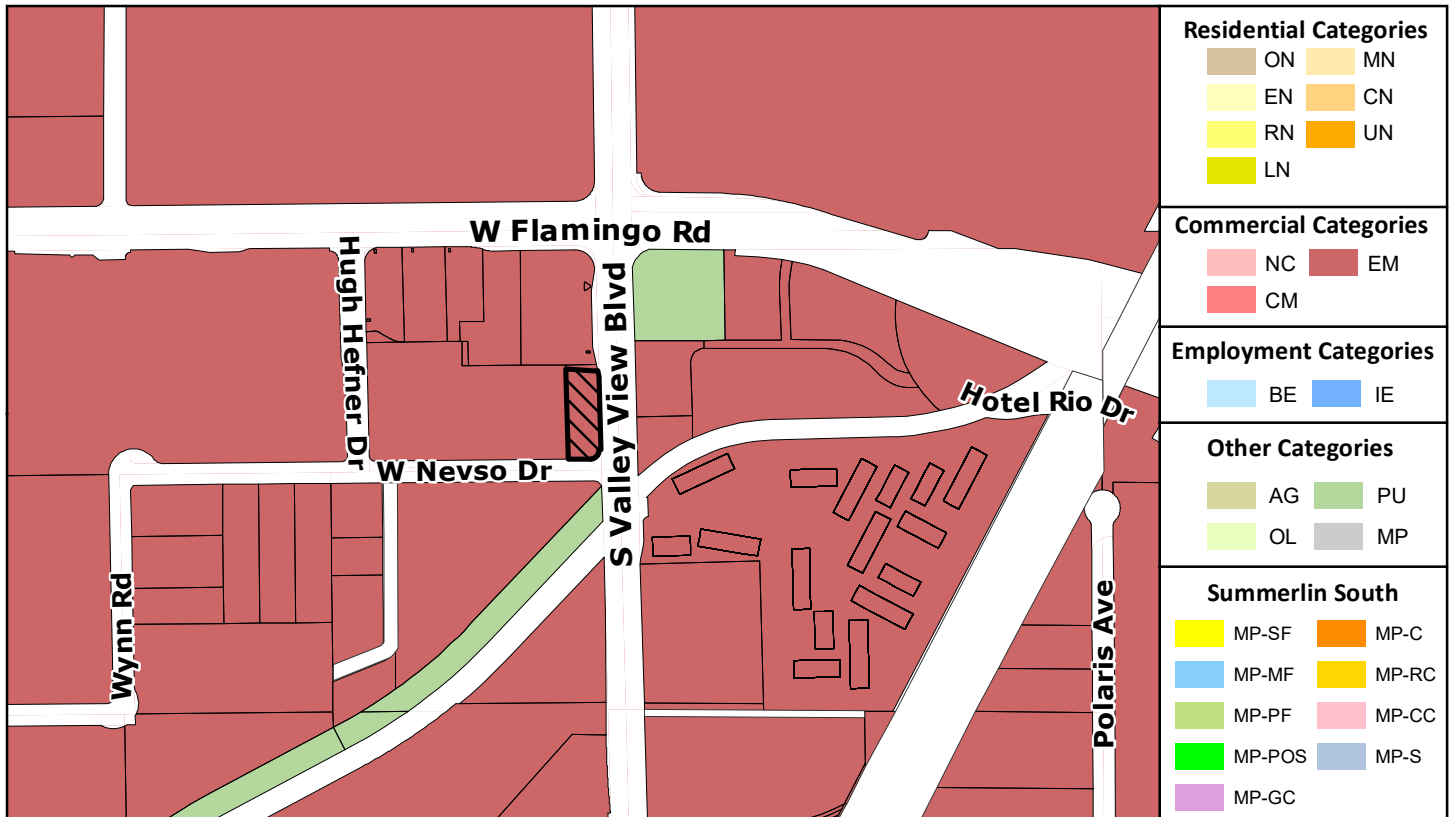 W Flamingo Rd
Hugh Hefner Dr
S Valley View Blvd
Hotel Rio Dr
W Nevso Dr
Wynn Rd
Polaris Ave
Residential Categories
ON MN
EN CN
RN UN
LN
Commercial Categories
NC EM
CM
Employment Categories
BE IE
Other Categories
AG PU
OL MP
Summerlin South
MP-SF MP-C
MP-MF MP-RC
MP-PF MP-CC
MP-POS MP-S
MP-GC